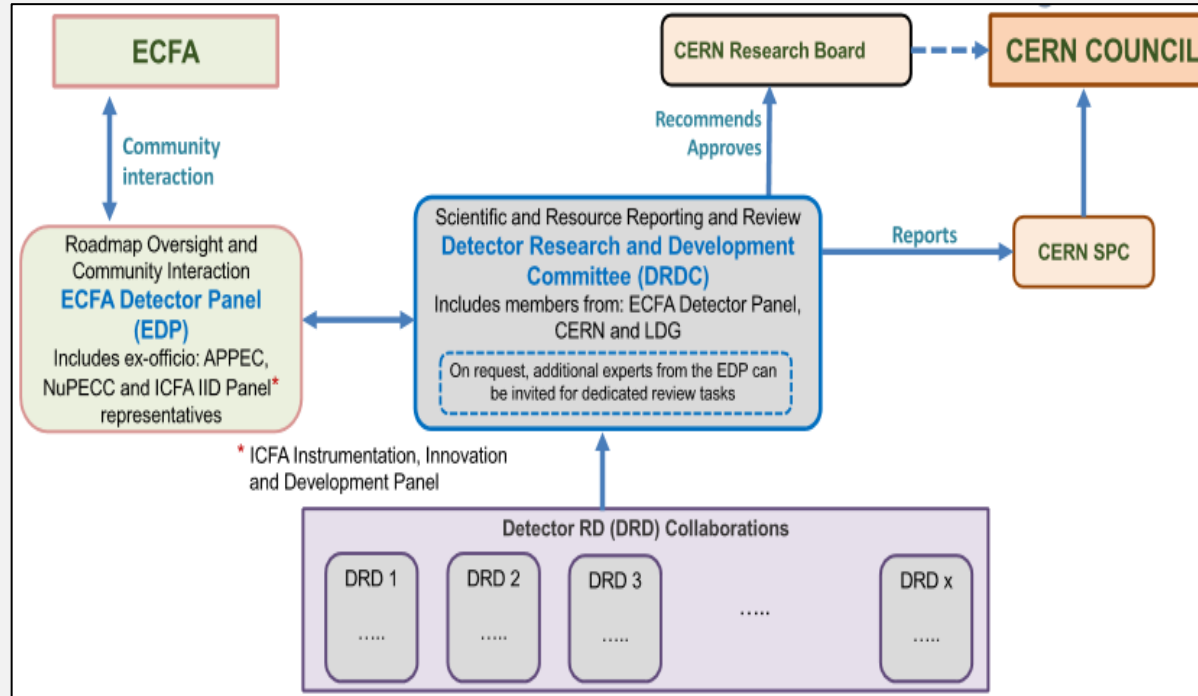 ECFA
CERN Research Board
CERN COUNCIL
Community
interaction
Recommends
Approves
Roadmap Oversight and
Community Interaction
ECFA Detector Panel
(EDP)
Includes ex-officio: APPEC,
NuPECC and ICFA IID Panel*
representatives
Scientific and Resource Reporting and Review
Detector Research and Development
Committee (DRDC)
Includes members from: ECFA Detector Panel,
CERN and LDG
On request, additional experts from the EDP can
be invited for dedicated review tasks
Reports
CERN SPC
* ICFA Instrumentation, Innovation
and Development Panel
Detector RD (DRD) Collaborations
DRD 1
.....
DRD 2
.....
DRD 3
.....
.....
DRD x
.....